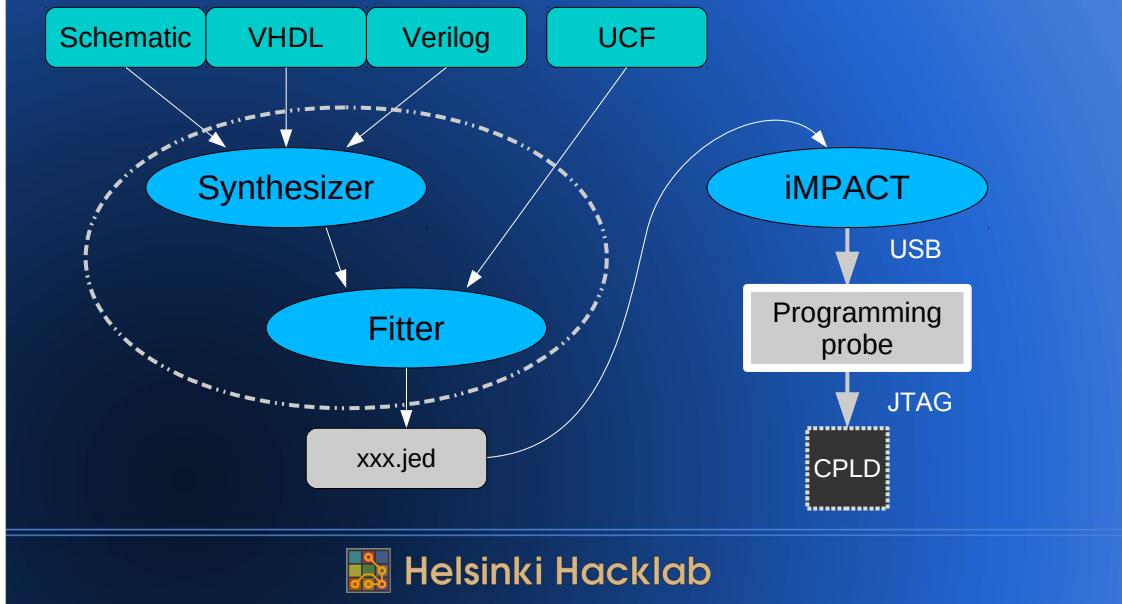 Schematic
VHDL
Verilog
UCF
Synthesizer
iMPACT
USB
Fitter
Programming
probe
JTAG
xxx.jed
CPLD
Helsinki Hacklab